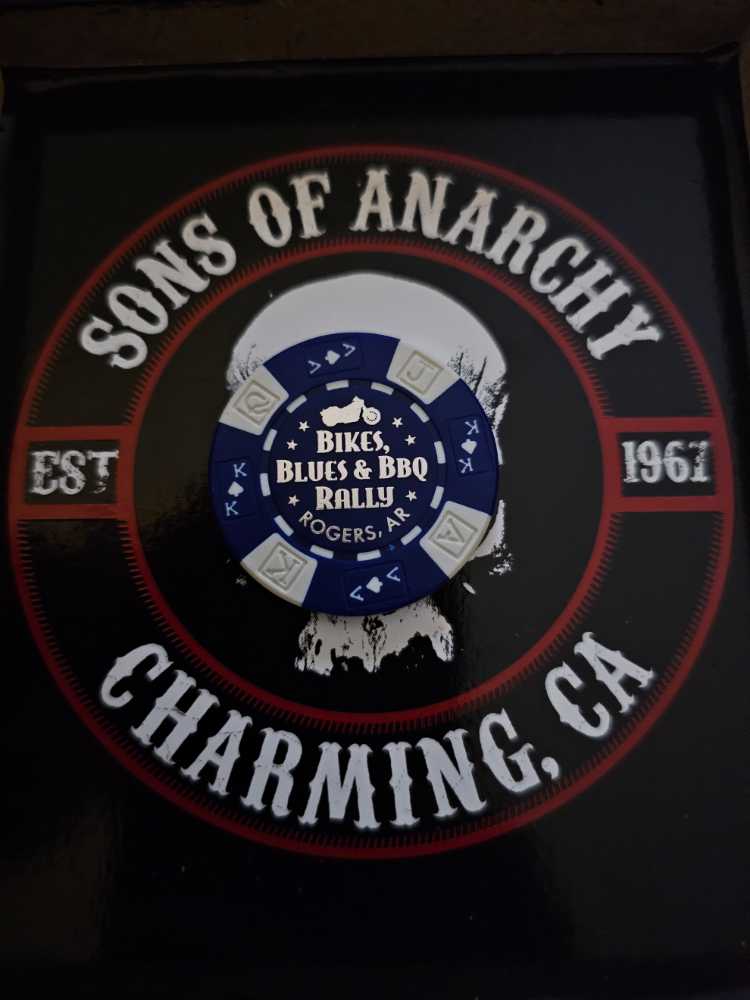 SONS OF ANARCHY
EST
1967
BIKES,
BLUES & BBQ
RALLY
ROGERS, AR
A A
J
K K
A
A A
K
K K
Q
CHARMING, CA